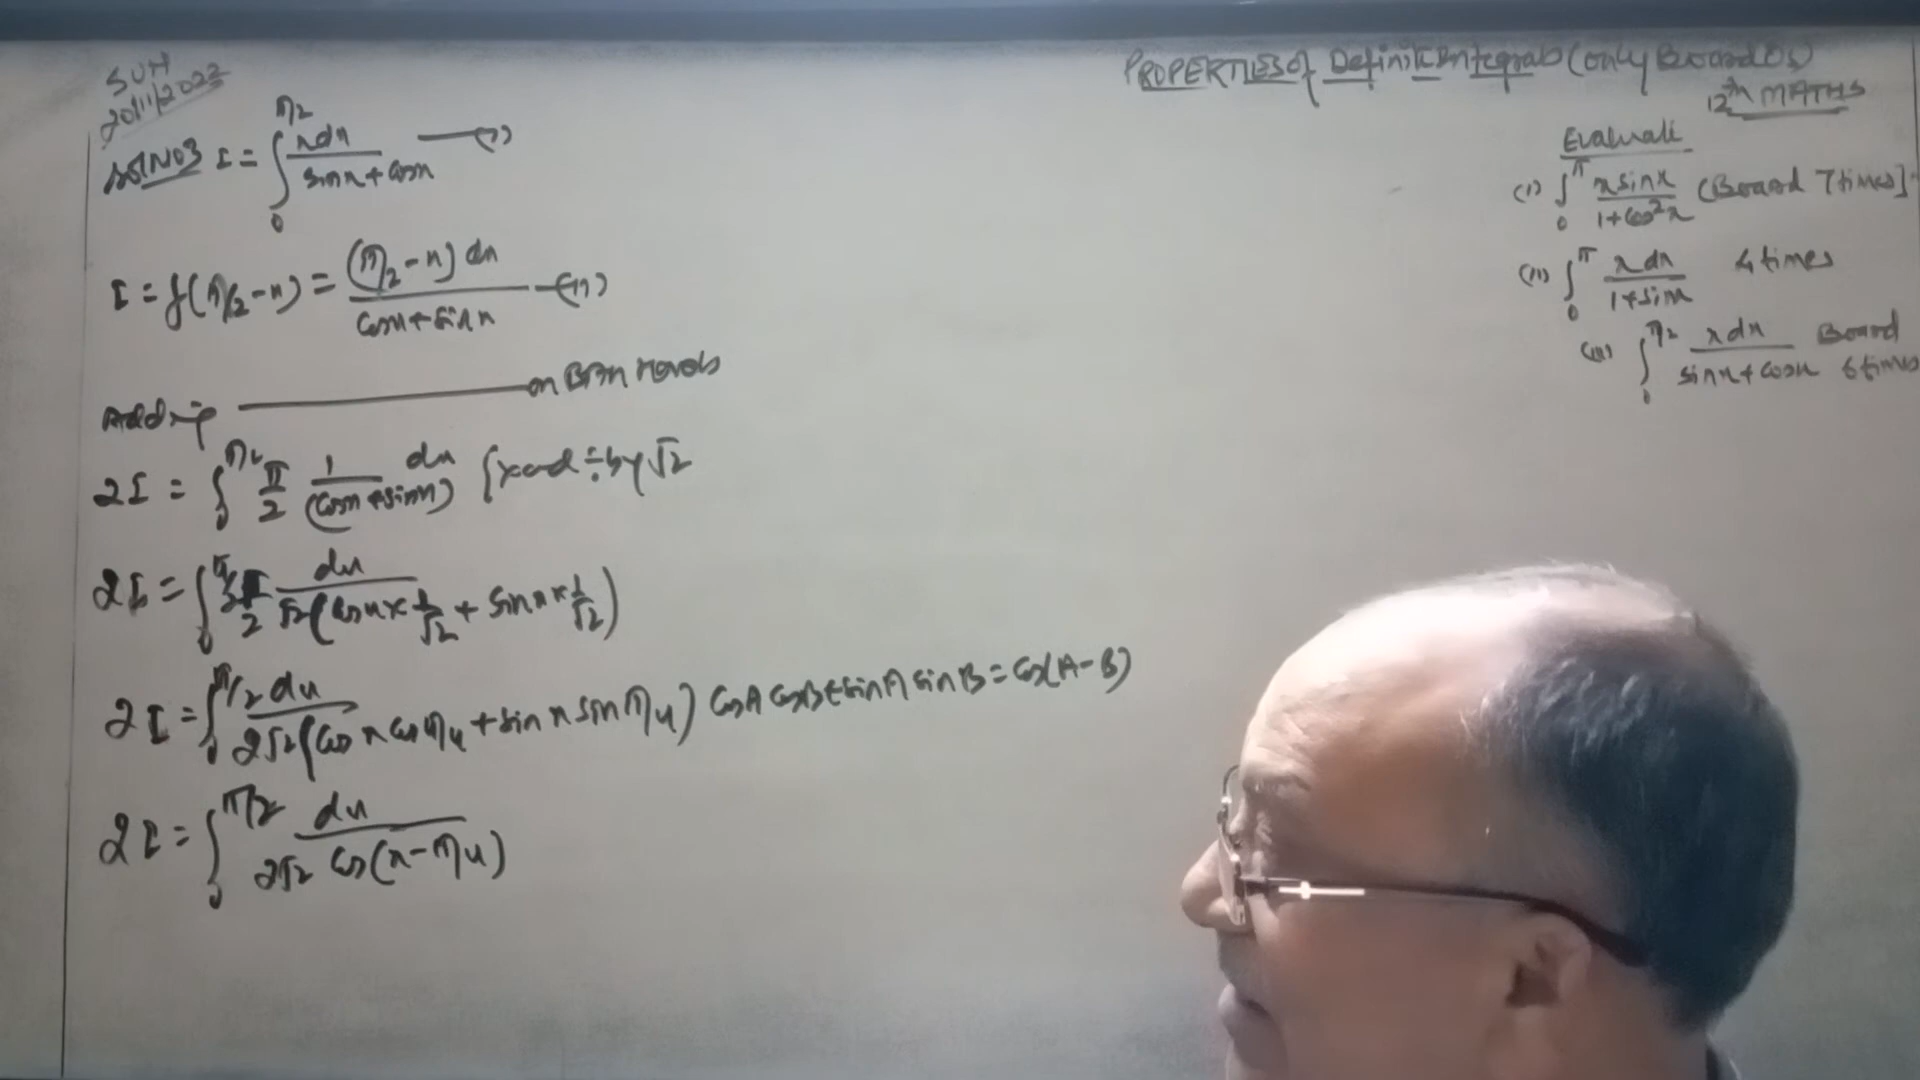 SUN
20/11/2022
PROPERTIES of Definite Integrals (only Board Qs)
12th MATHS
Sol No3 I = ∫₀^π/2 x dx / (sin x + cos x) —(i)
I = f(π/2 - x) = (π/2 - x) dx / (cos x + sin x) —(ii)
Adding ——— on Both
2I = ∫₀^π/2 π/2 1/(cos x + sin x) dx { x and ÷ by √2
2I = ∫₀^π/2 π/2 dx / √2(cos x × 1/√2 + sin x × 1/√2)
2I = ∫₀^π/2 dx / 2√2(cos x cos π/4 + sin x sin π/4) cos A cos B + sin A sin B = cos(A - B)
2I = ∫₀^π/2 dx / 2√2 cos(x - π/4)
Evaluate
(i) ∫₀^π x sin x / (1 + cos² x) (Board 7 times]
(ii) ∫₀^π x dx / (1 + sin x) 4 times
(iii) ∫₀^π/2 x dx / (sin x + cos x) Board 6 times